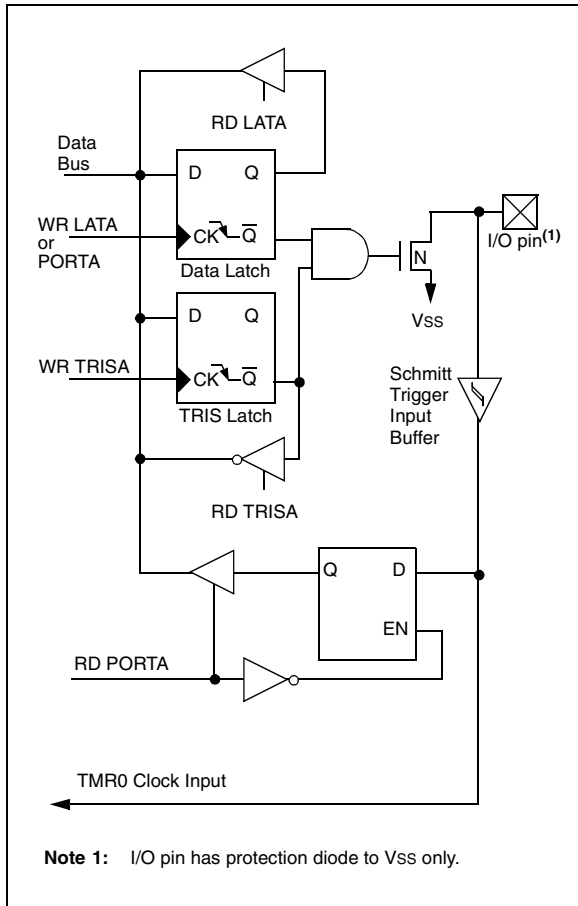 RD LATA
Data
Bus
D Q
WR LATA
or
PORTA
CK Q̅
Data Latch
N
I/O pin(1)
VSS
D Q
WR TRISA
CK Q̅
TRIS Latch
Schmitt
Trigger
Input
Buffer
RD TRISA
Q D
EN
RD PORTA
TMR0 Clock Input
Note 1: I/O pin has protection diode to VSS only.